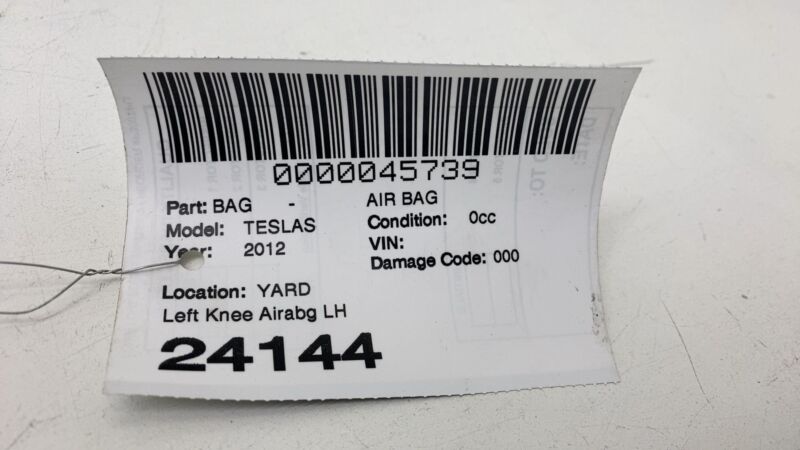 0000045739
Part: BAG - AIR BAG
Model: TESLAS Condition: 0cc
Year: 2012 VIN:
Damage Code: 000
Location: YARD
Left Knee Airabg LH
24144